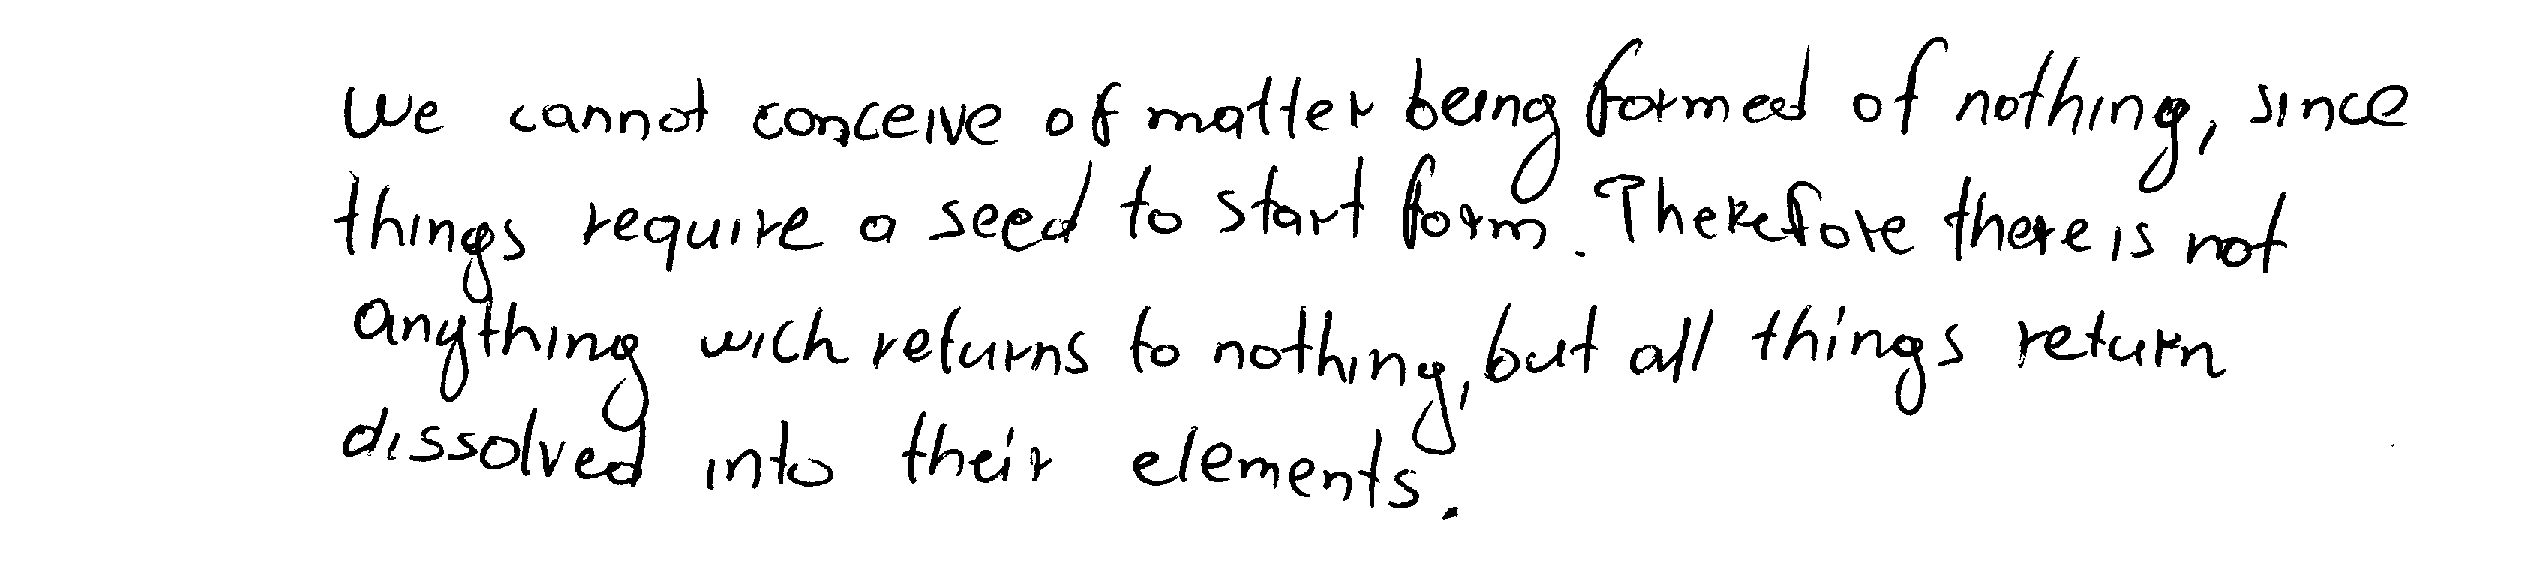 We cannot conceive of matter being formed of nothing, since
things require a seed to start form. Therefore there is not
anything wich returns to nothing, but all things return
dissolved into their elements.